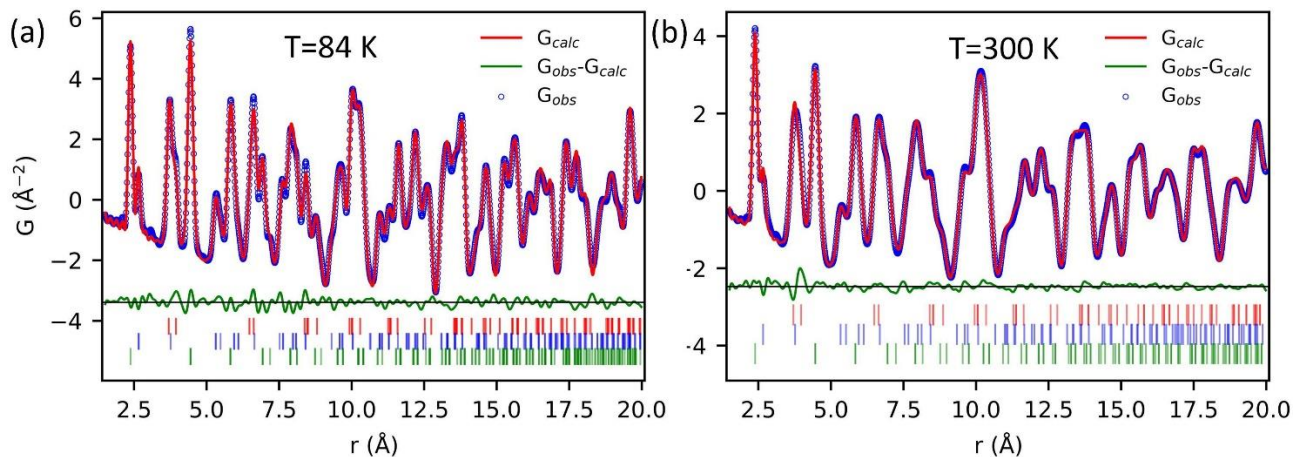 (a)
T=84 K
G_calc
G_obs-G_calc
G_obs
G (Å⁻²)
6
4
2
0
−2
−4
2.5 5.0 7.5 10.0 12.5 15.0 17.5 20.0
r (Å)
(b)
T=300 K
G_calc
G_obs-G_calc
G_obs
4
2
0
-2
-4
2.5 5.0 7.5 10.0 12.5 15.0 17.5 20.0
r (Å)